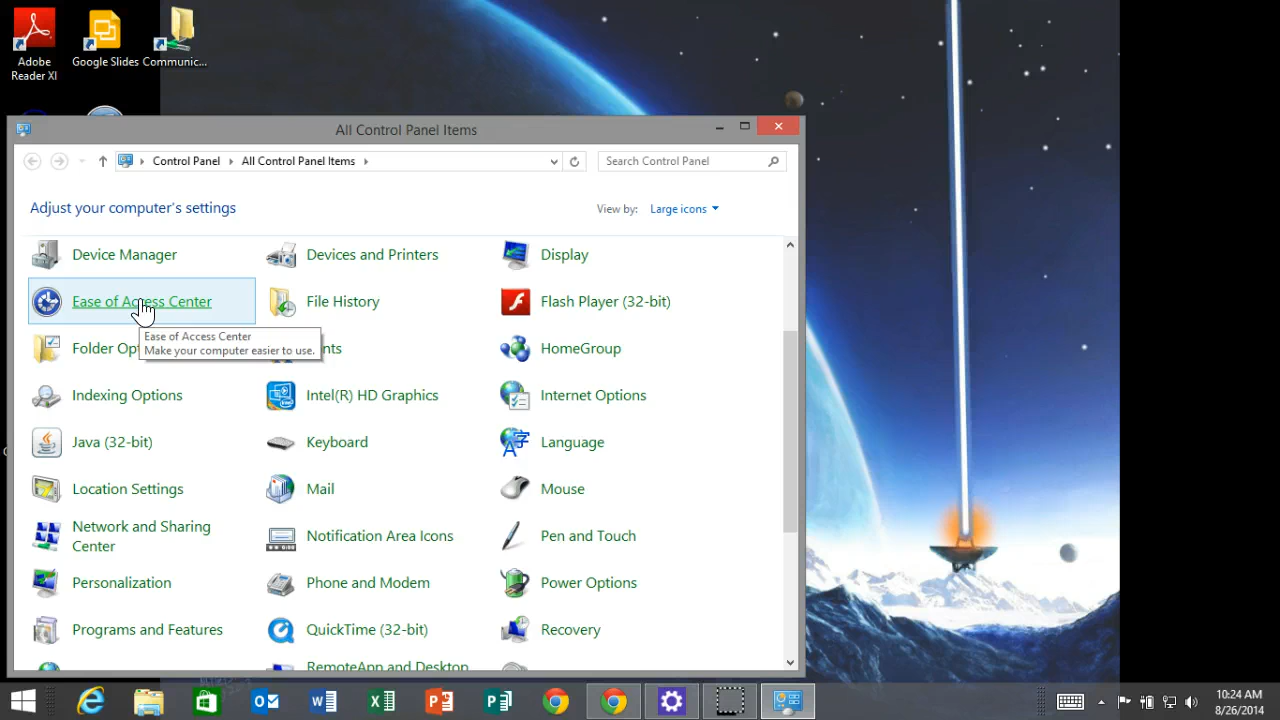 Adobe
Reader XI
Google Slides
Communic...
All Control Panel Items
Control Panel
All Control Panel Items
Search Control Panel
Adjust your computer's settings
View by:
Large icons
Device Manager
Devices and Printers
Display
Ease of Access Center
File History
Flash Player (32-bit)
Ease of Access Center
Make your computer easier to use.
HomeGroup
Indexing Options
Intel(R) HD Graphics
Internet Options
Java (32-bit)
Keyboard
Language
Location Settings
Mail
Mouse
Network and Sharing
Center
Notification Area Icons
Pen and Touch
Personalization
Phone and Modem
Power Options
Programs and Features
QuickTime (32-bit)
Recovery
RemoteApp and Desktop
10:24 AM
8/26/2014